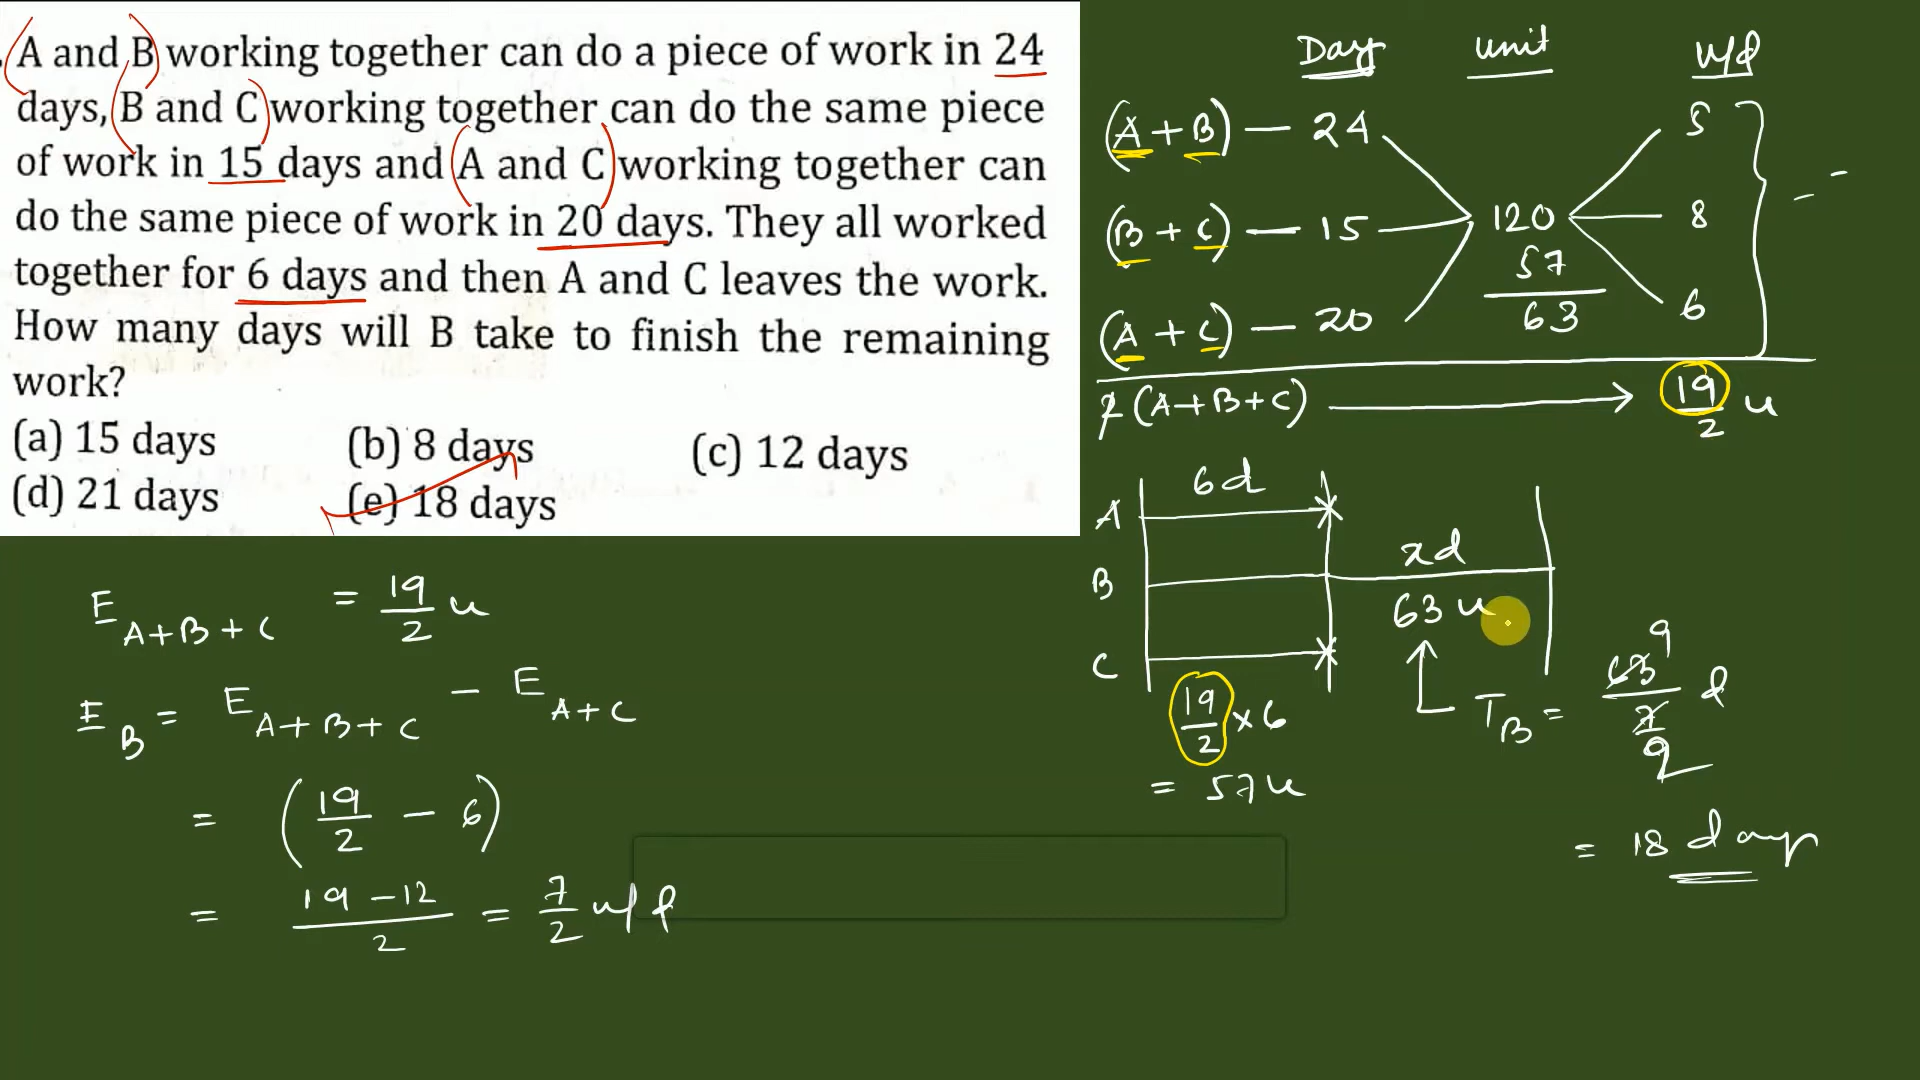 A and B working together can do a piece of work in 24
days, B and C working together can do the same piece
of work in 15 days and A and C working together can
do the same piece of work in 20 days. They all worked
together for 6 days and then A and C leaves the work.
How many days will B take to finish the remaining
work?
(a) 15 days (b) 8 days (c) 12 days
(d) 21 days (e) 18 days
Day unit u/d
(A+B) — 24 5
(B+C) — 15 120 8
57
(A+C) — 20 63 6
2(A+B+C) → 19/2 u
6d
A
xd
B
63 u
C
19/2 × 6
= 57u
T_B = 63/7 9 d
2
= 18 days
E_A+B+C = 19/2 u
E_B = E_A+B+C - E_A+C
= (19/2 - 6)
= 19-12/2 = 7/2 u/d